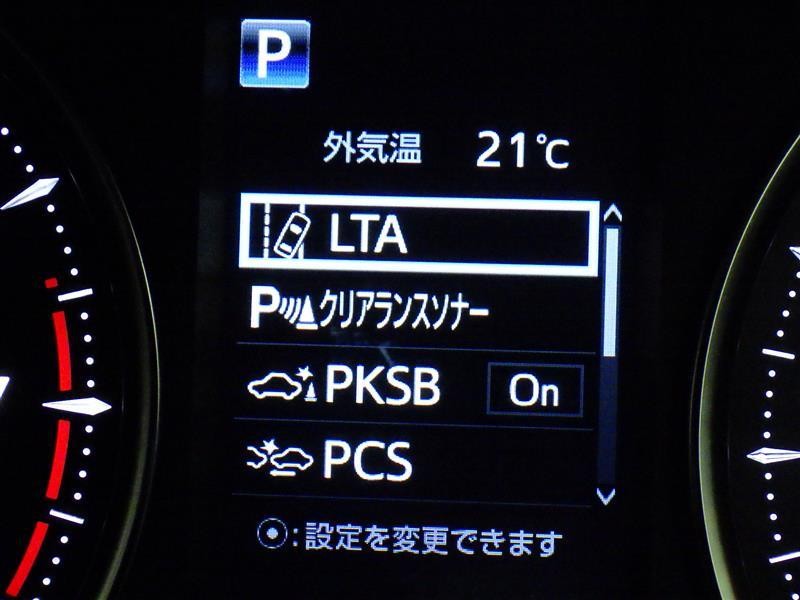 P
外気温 21℃
LTA
Pクリアランスソナー
PKSB On
PCS
⦿:設定を変更できます